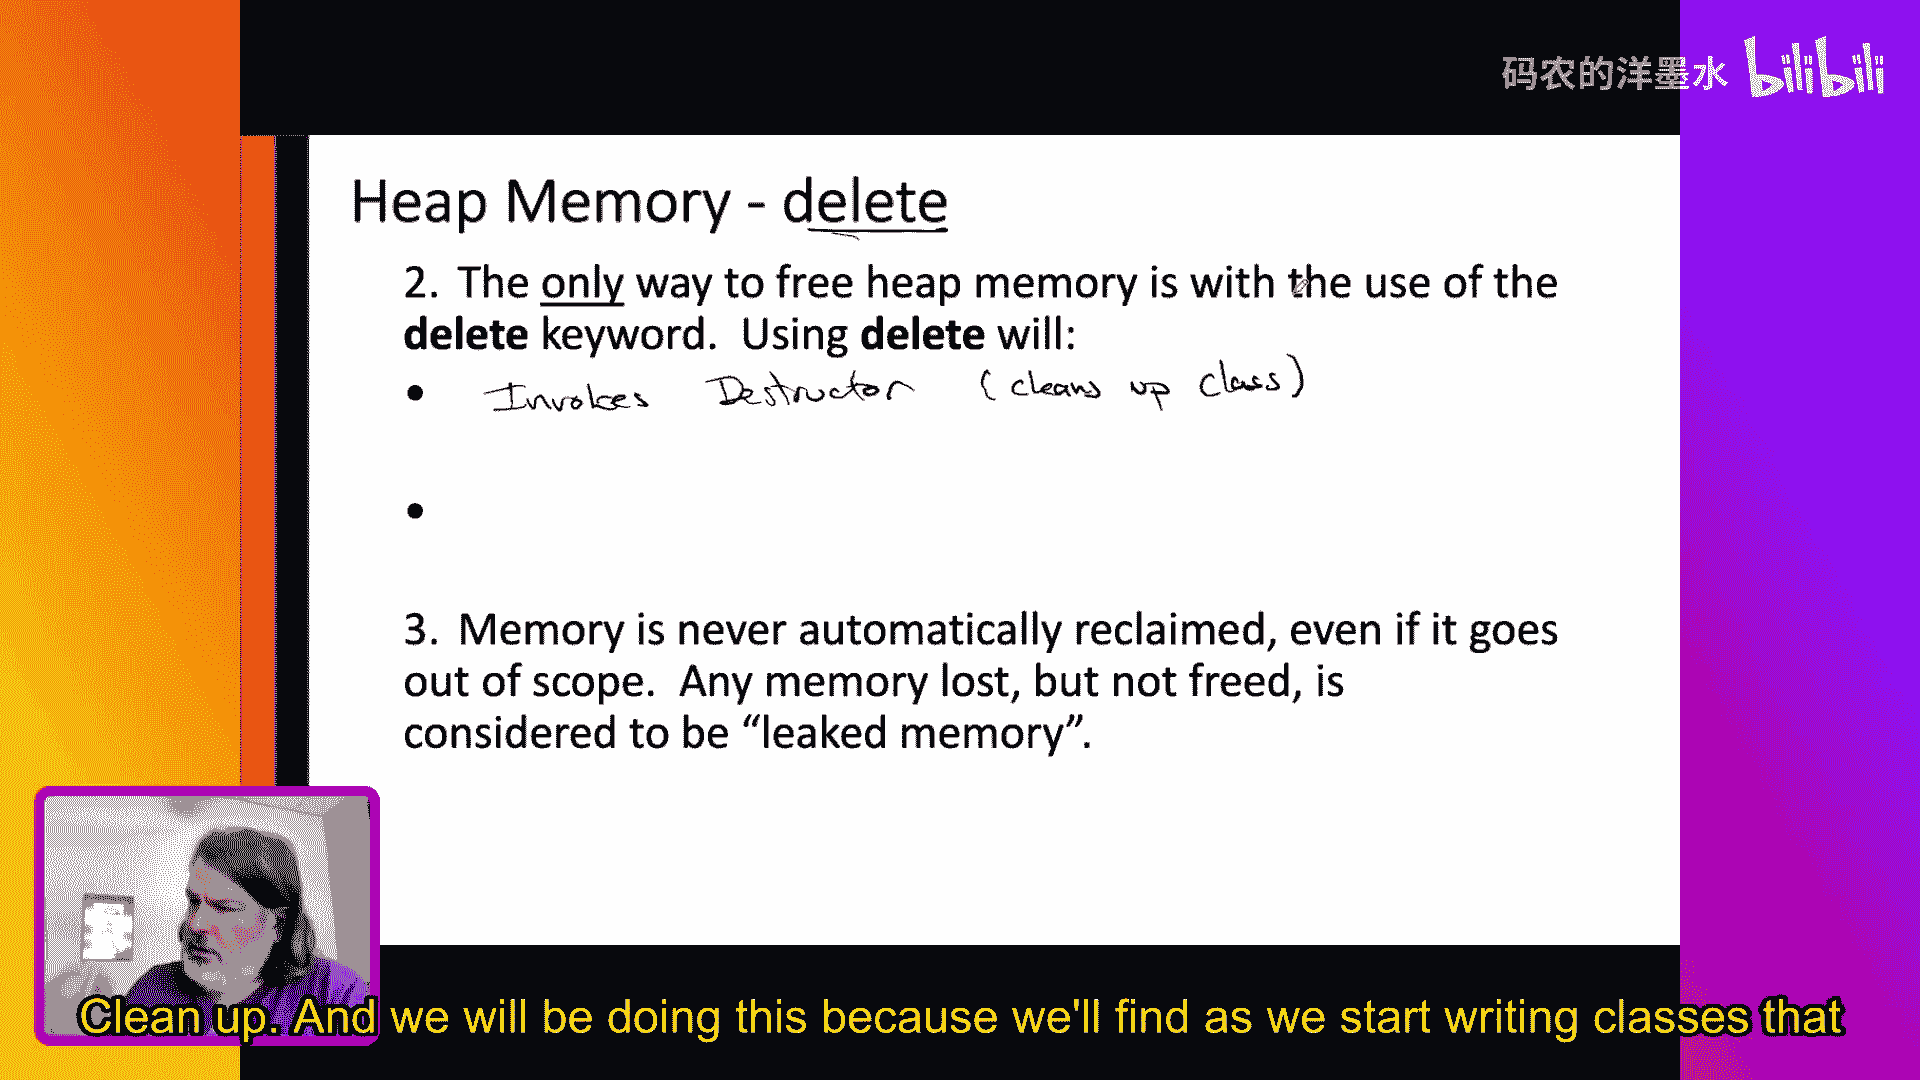 码农的洋墨水 bilibili
Heap Memory - delete
2. The only way to free heap memory is with the use of the
delete keyword. Using delete will:
• Invokes Destructor (cleans up class)
•
3. Memory is never automatically reclaimed, even if it goes
out of scope. Any memory lost, but not freed, is
considered to be “leaked memory”.
Clean up. And we will be doing this because we'll find as we start writing classes that